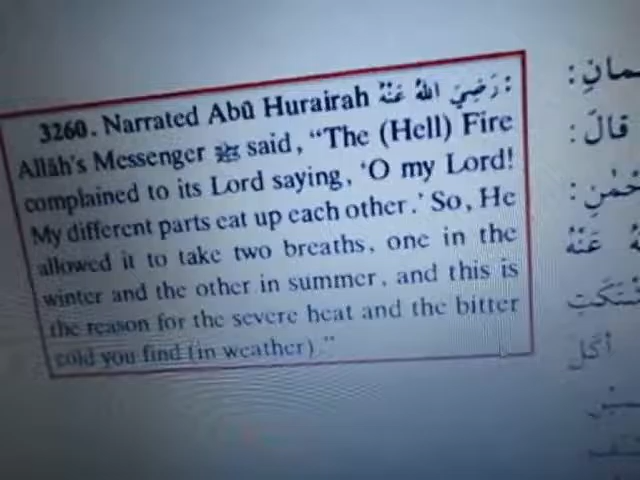 3260. Narrated Abū Hurairah رَضِيَ اللهُ عَنْهُ :
Allāh's Messenger ﷺ said, “The (Hell) Fire
complained to its Lord saying, ‘O my Lord!
My different parts eat up each other.’ So, He
allowed it to take two breaths, one in the
winter and the other in summer, and this is
the reason for the severe heat and the bitter
cold you find (in weather).”
قَالَ :
عَنْهُ
أَكَلَ